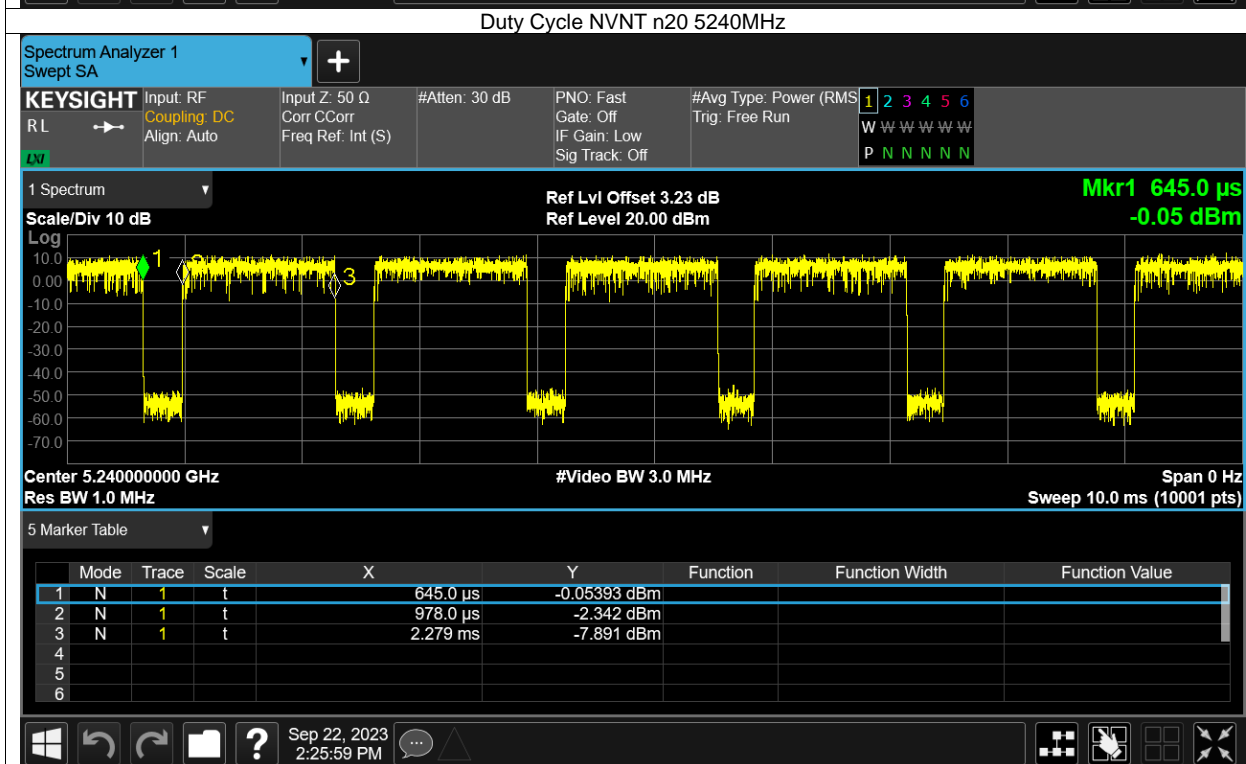 Duty Cycle NVNT n20 5240MHz
Spectrum Analyzer 1
Swept SA
+
KEYSIGHT Input: RF Input Z: 50 Ω #Atten: 30 dB PNO: Fast #Avg Type: Power (RMS 1 2 3 4 5 6
RL Coupling: DC Corr CCorr Gate: Off Trig: Free Run W W W W W W
Align: Auto Freq Ref: Int (S) IF Gain: Low P N N N N N
LXI Sig Track: Off
1 Spectrum Ref Lvl Offset 3.23 dB Mkr1 645.0 µs
Scale/Div 10 dB Ref Level 20.00 dBm -0.05 dBm
Log
10.0 1
0.00 3
-10.0
-20.0
-30.0
-40.0
-50.0
-60.0
-70.0
Center 5.240000000 GHz #Video BW 3.0 MHz Span 0 Hz
Res BW 1.0 MHz Sweep 10.0 ms (10001 pts)
5 Marker Table
Mode Trace Scale X Y Function Function Width Function Value
1 N 1 t 645.0 µs -0.05393 dBm
2 N 1 t 978.0 µs -2.342 dBm
3 N 1 t 2.279 ms -7.891 dBm
4
5
6
? Sep 22, 2023
2:25:59 PM